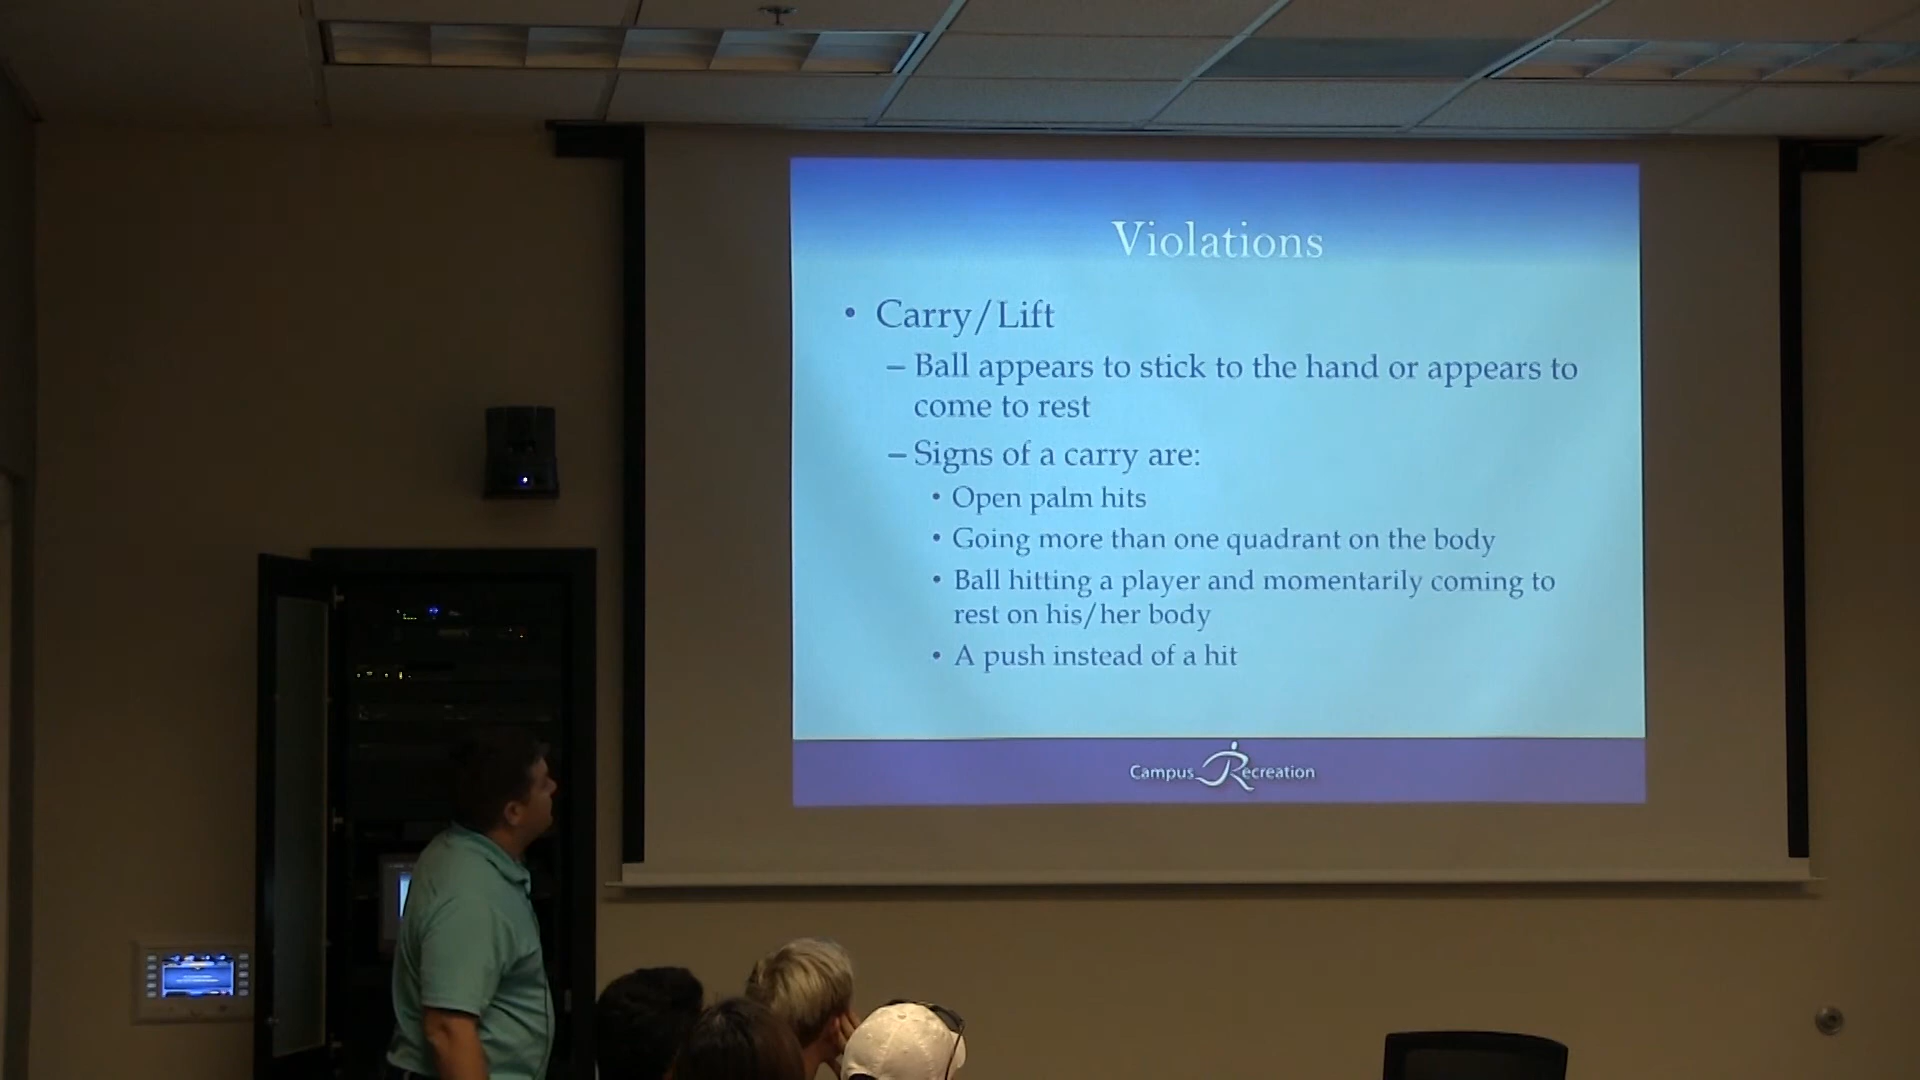 Violations
• Carry/Lift
– Ball appears to stick to the hand or appears to
come to rest
– Signs of a carry are:
• Open palm hits
• Going more than one quadrant on the body
• Ball hitting a player and momentarily coming to
rest on his/her body
• A push instead of a hit
Campus Recreation